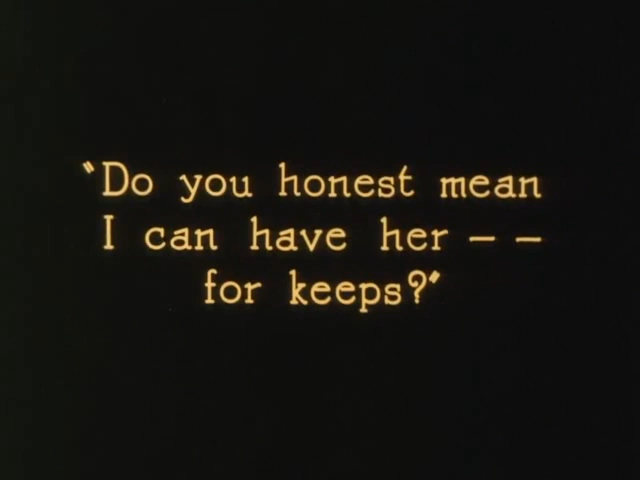 "Do you honest mean
I can have her — —
for keeps?"